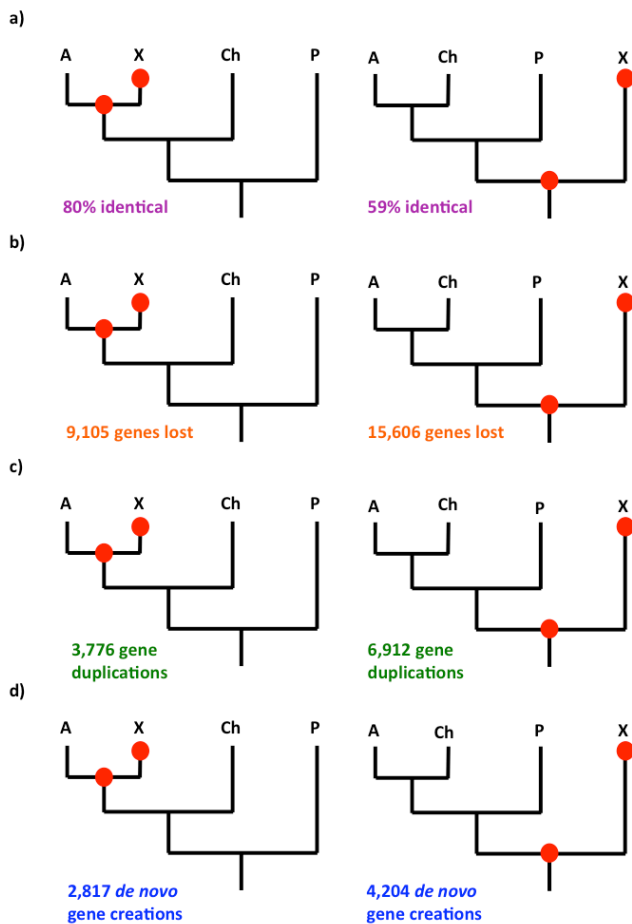 a)
A X Ch P A Ch P X
80% identical 59% identical
b)
A X Ch P A Ch P X
9,105 genes lost 15,606 genes lost
c)
A X Ch P A Ch P X
3,776 gene 6,912 gene
duplications duplications
d)
A X Ch P A Ch P X
2,817 de novo 4,204 de novo
gene creations gene creations